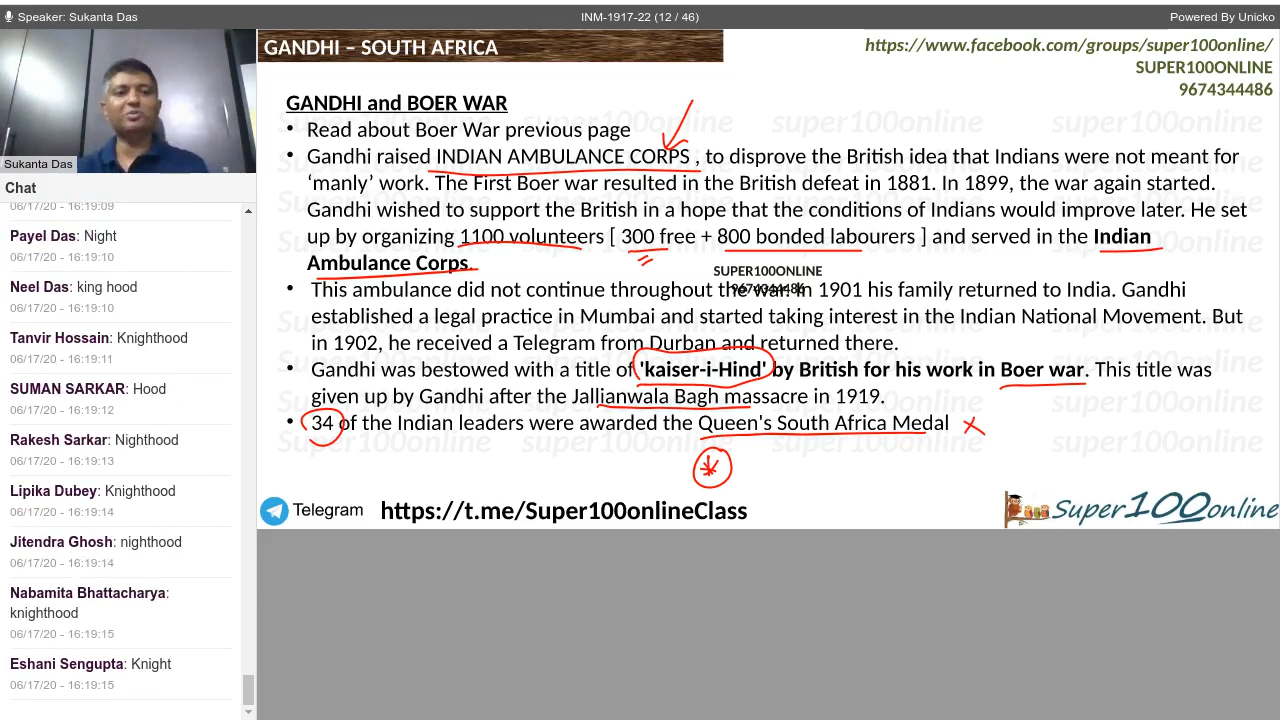 Speaker: Sukanta Das
INM-1917-22 (12 / 46)
Powered By Unicko
Sukanta Das
Chat
06/17/20 - 16:19:09
Payel Das: Night
06/17/20 - 16:19:10
Neel Das: king hood
06/17/20 - 16:19:10
Tanvir Hossain: Knighthood
06/17/20 - 16:19:11
SUMAN SARKAR: Hood
06/17/20 - 16:19:12
Rakesh Sarkar: Nighthood
06/17/20 - 16:19:13
Lipika Dubey: Knighthood
06/17/20 - 16:19:14
Jitendra Ghosh: nighthood
06/17/20 - 16:19:14
Nabamita Bhattacharya:
knighthood
06/17/20 - 16:19:15
Eshani Sengupta: Knight
06/17/20 - 16:19:15
GANDHI – SOUTH AFRICA
https://www.facebook.com/groups/super100online/
SUPER100ONLINE
9674344486
GANDHI and BOER WAR
• Read about Boer War previous page
• Gandhi raised INDIAN AMBULANCE CORPS , to disprove the British idea that Indians were not meant for
‘manly’ work. The First Boer war resulted in the British defeat in 1881. In 1899, the war again started.
Gandhi wished to support the British in a hope that the conditions of Indians would improve later. He set
up by organizing 1100 volunteers [ 300 free + 800 bonded labourers ] and served in the Indian
Ambulance Corps.
SUPER100ONLINE
9674344486
• This ambulance did not continue throughout the war. In 1901 his family returned to India. Gandhi
established a legal practice in Mumbai and started taking interest in the Indian National Movement. But
in 1902, he received a Telegram from Durban and returned there.
• Gandhi was bestowed with a title of 'kaiser-i-Hind' by British for his work in Boer war. This title was
given up by Gandhi after the Jallianwala Bagh massacre in 1919.
• 34 of the Indian leaders were awarded the Queen's South Africa Medal
Telegram
https://t.me/Super100onlineClass
Super100online